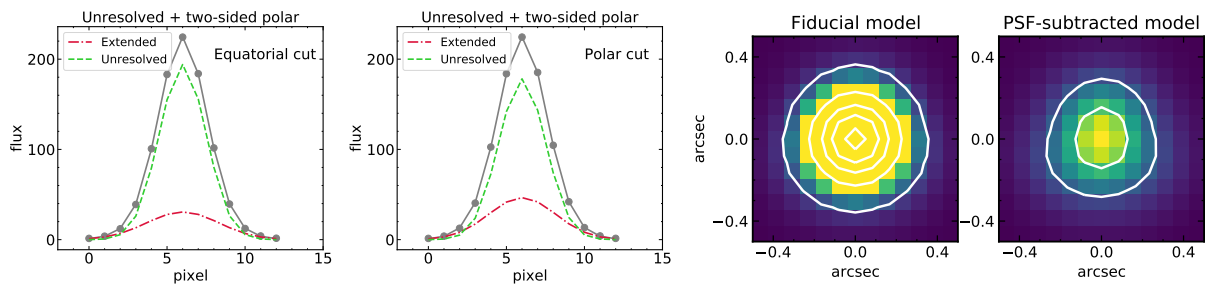 Unresolved + two-sided polar
Extended
Unresolved
Equatorial cut
flux
200
100
0
0 5 10 15
pixel
Unresolved + two-sided polar
Extended
Unresolved
Polar cut
flux
200
100
0
0 5 10 15
pixel
Fiducial model
arcsec
0.4
0.0
−0.4
−0.4 0.0 0.4
arcsec
PSF-subtracted model
0.4
0.0
−0.4
−0.4 0.0 0.4
arcsec